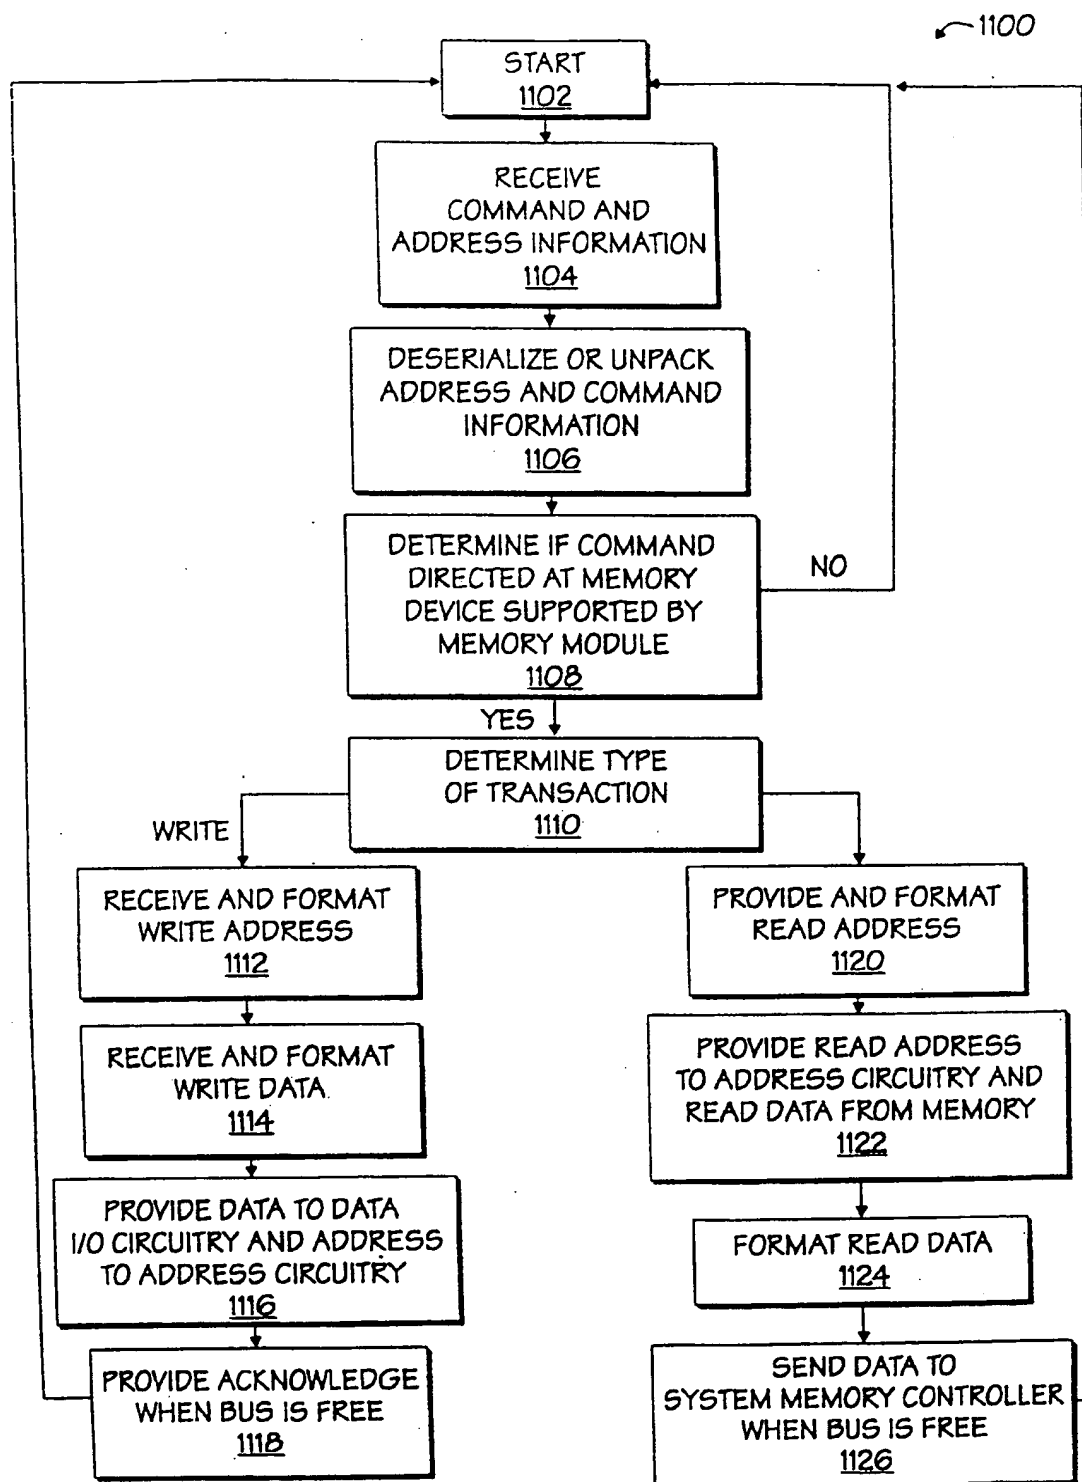 1100
START
1102
RECEIVE
COMMAND AND
ADDRESS INFORMATION
1104
DESERIALIZE OR UNPACK
ADDRESS AND COMMAND
INFORMATION
1106
DETERMINE IF COMMAND
DIRECTED AT MEMORY
DEVICE SUPPORTED BY
MEMORY MODULE
1108
NO
YES
DETERMINE TYPE
OF TRANSACTION
1110
WRITE
RECEIVE AND FORMAT
WRITE ADDRESS
1112
RECEIVE AND FORMAT
WRITE DATA
1114
PROVIDE DATA TO DATA
I/O CIRCUITRY AND ADDRESS
TO ADDRESS CIRCUITRY
1116
PROVIDE ACKNOWLEDGE
WHEN BUS IS FREE
1118
PROVIDE AND FORMAT
READ ADDRESS
1120
PROVIDE READ ADDRESS
TO ADDRESS CIRCUITRY AND
READ DATA FROM MEMORY
1122
FORMAT READ DATA
1124
SEND DATA TO
SYSTEM MEMORY CONTROLLER
WHEN BUS IS FREE
1126